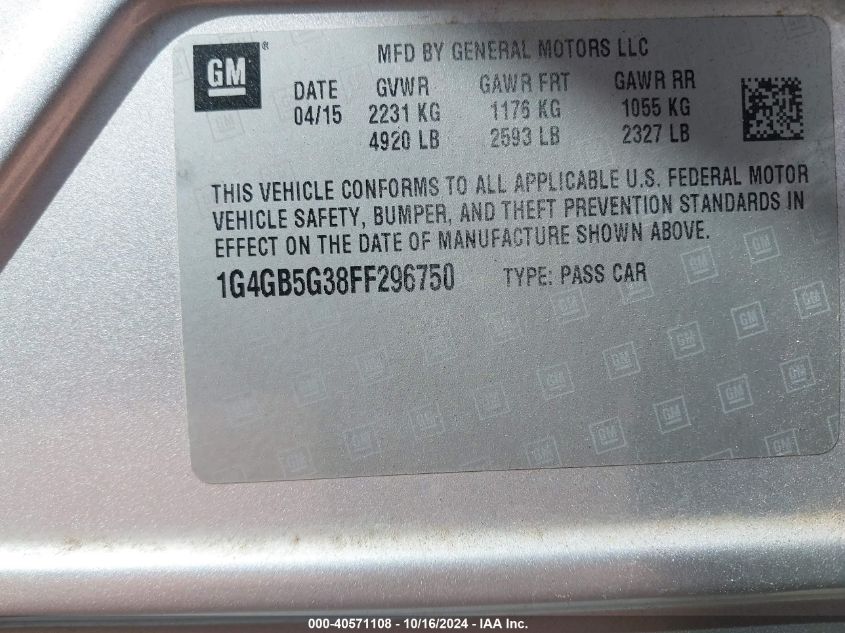 GM®
MFD BY GENERAL MOTORS LLC
DATE GVWR GAWR FRT GAWR RR
04/15 2231 KG 1176 KG 1055 KG
4920 LB 2593 LB 2327 LB
THIS VEHICLE CONFORMS TO ALL APPLICABLE U.S. FEDERAL MOTOR
VEHICLE SAFETY, BUMPER, AND THEFT PREVENTION STANDARDS IN
EFFECT ON THE DATE OF MANUFACTURE SHOWN ABOVE.
1G4GB5G38FF296750 TYPE: PASS CAR
000-40571108 - 10/16/2024 - IAA Inc.